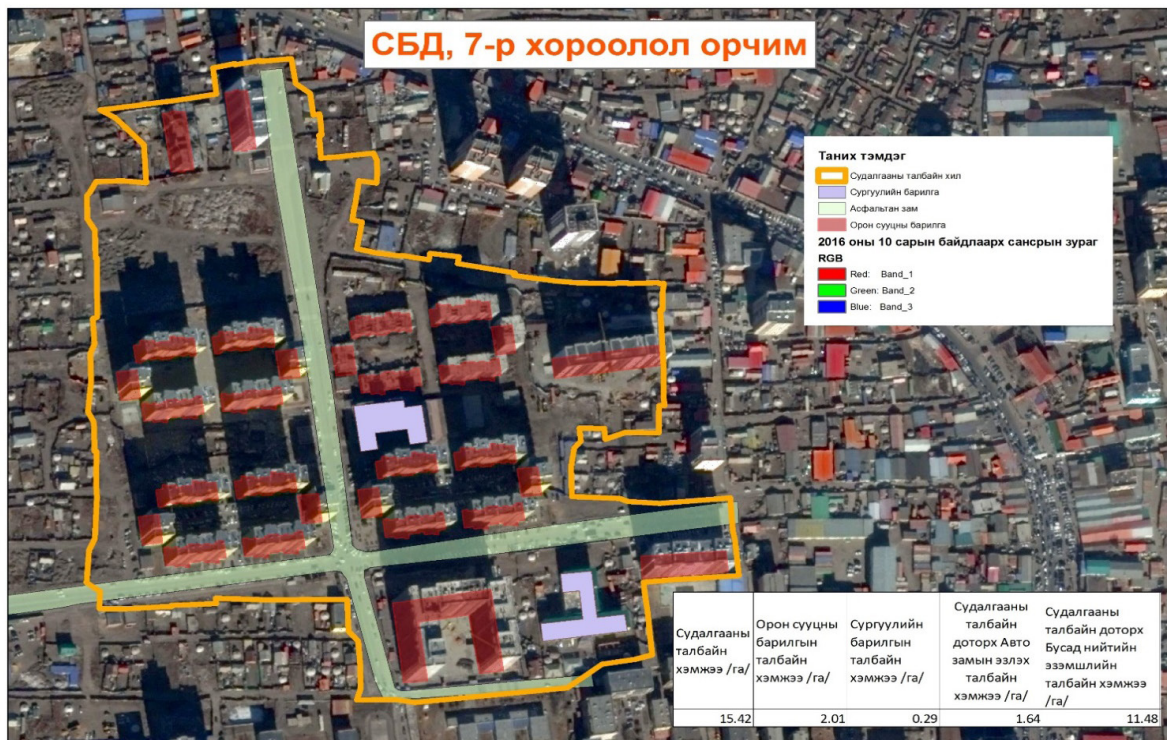 СБД, 7-р хороолол орчим
Таних тэмдэг
Судалгааны талбайн хил
Сургуулийн барилга
Асфальтан зам
Орон сууцны барилга
2016 оны 10 сарын байдлаарх сансрын зураг
RGB
Red: Band_1
Green: Band_2
Blue: Band_3
Судалгааны
талбайн
хэмжээ /га/
Орон сууцны
барилгын
талбайн
хэмжээ /га/
Сургуулийн
барилгын
талбайн
хэмжээ /га/
Судалгааны
талбайн
доторх Авто
замын эзлэх
талбайн
хэмжээ /га/
Судалгааны
талбайн доторх
Бусад нийтийн
эзэмшлийн
талбайн хэмжээ
/га/
15.42 2.01 0.29 1.64 11.48